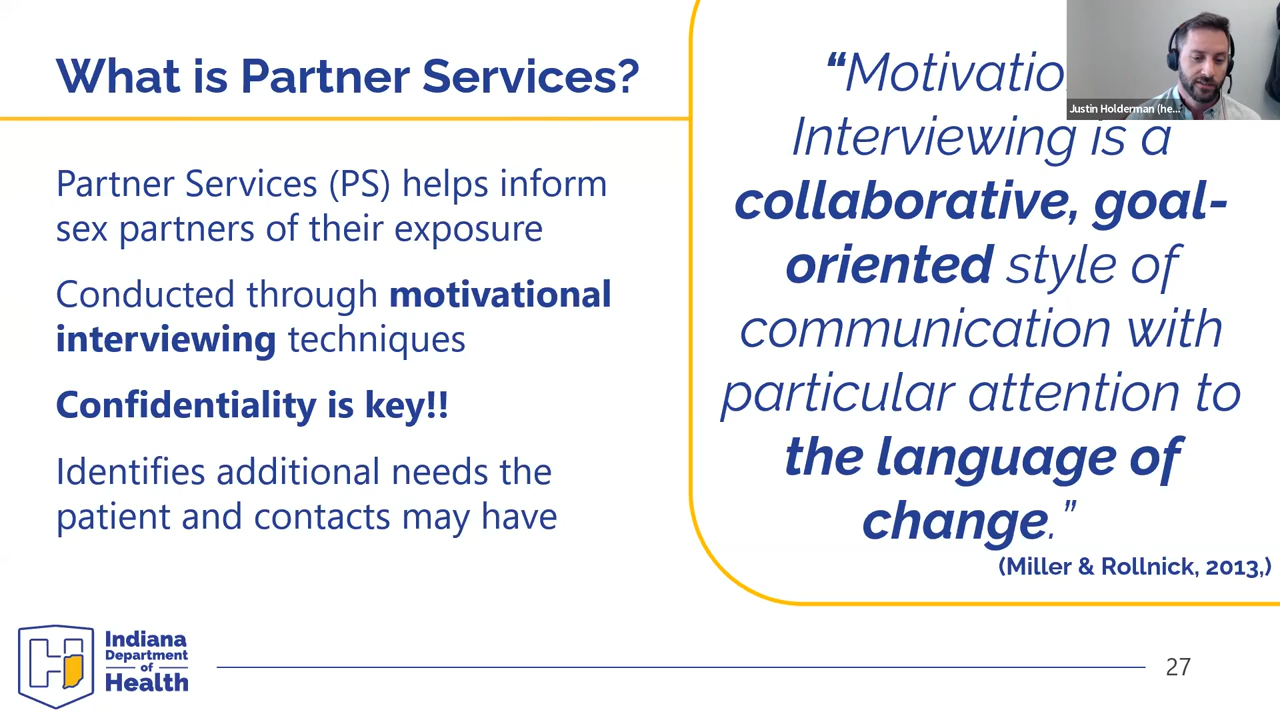 What is Partner Services?
Partner Services (PS) helps inform
sex partners of their exposure
Conducted through motivational
interviewing techniques
Confidentiality is key!!
Identifies additional needs the
patient and contacts may have
“Motivatio
Interviewing is a
collaborative, goal-
oriented style of
communication with
particular attention to
the language of
change.”
(Miller & Rollnick, 2013,)
Justin Holderman (he...
Indiana
Department
of
Health
27